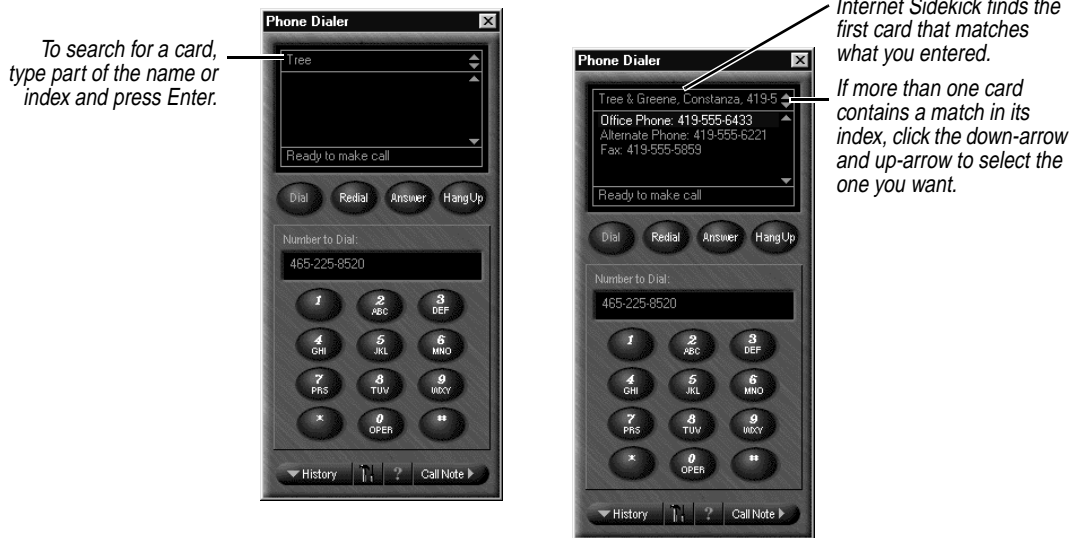 To search for a card,
type part of the name or
index and press Enter.
Phone Dialer
Tree
Ready to make call
Dial Redial Answer HangUp
Number to Dial:
465-225-8520
1 2 ABC 3 DEF
4 GHI 5 JKL 6 MNO
7 PRS 8 TUV 9 WXY
* 0 OPER #
History ? Call Note
Internet Sidekick finds the
first card that matches
what you entered.
If more than one card
contains a match in its
index, click the down-arrow
and up-arrow to select the
one you want.
Phone Dialer
Tree & Greene, Constanza, 419-5
Office Phone: 419-555-6433
Alternate Phone: 419-555-6221
Fax: 419-555-5859
Ready to make call
Dial Redial Answer HangUp
Number to Dial:
465-225-8520
1 2 ABC 3 DEF
4 GHI 5 JKL 6 MNO
7 PRS 8 TUV 9 WXY
* 0 OPER #
History ? Call Note